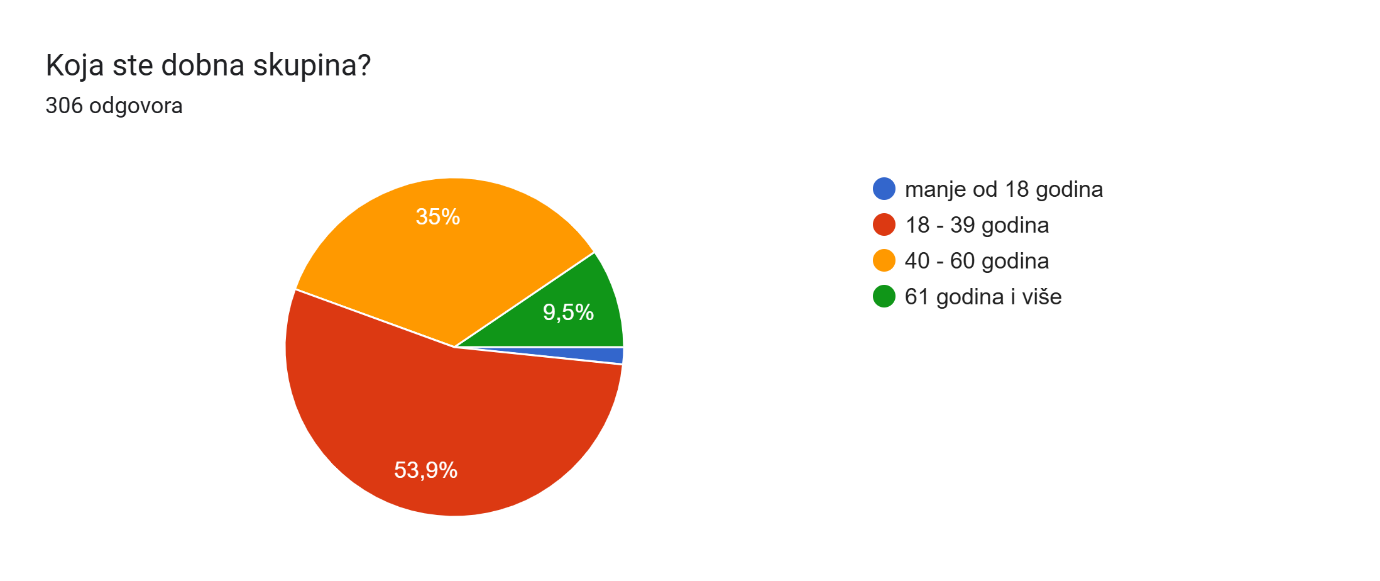 Koja ste dobna skupina?
306 odgovora
35%
9,5%
53,9%
manje od 18 godina
18 - 39 godina
40 - 60 godina
61 godina i više